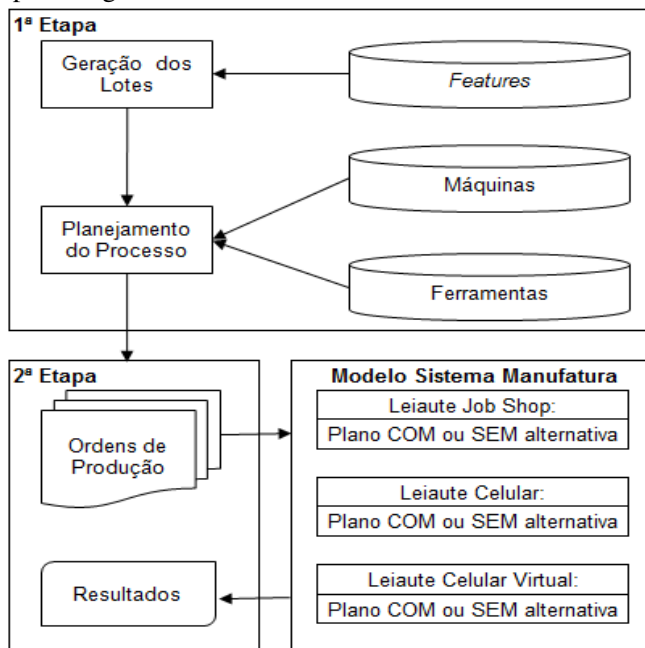 1ª Etapa
Geração dos
Lotes
Features
Máquinas
Planejamento
do Processo
Ferramentas
2ª Etapa
Ordens de
Produção
Resultados
Modelo Sistema Manufatura
Leiaute Job Shop:
Plano COM ou SEM alternativa
Leiaute Celular:
Plano COM ou SEM alternativa
Leiaute Celular Virtual:
Plano COM ou SEM alternativa